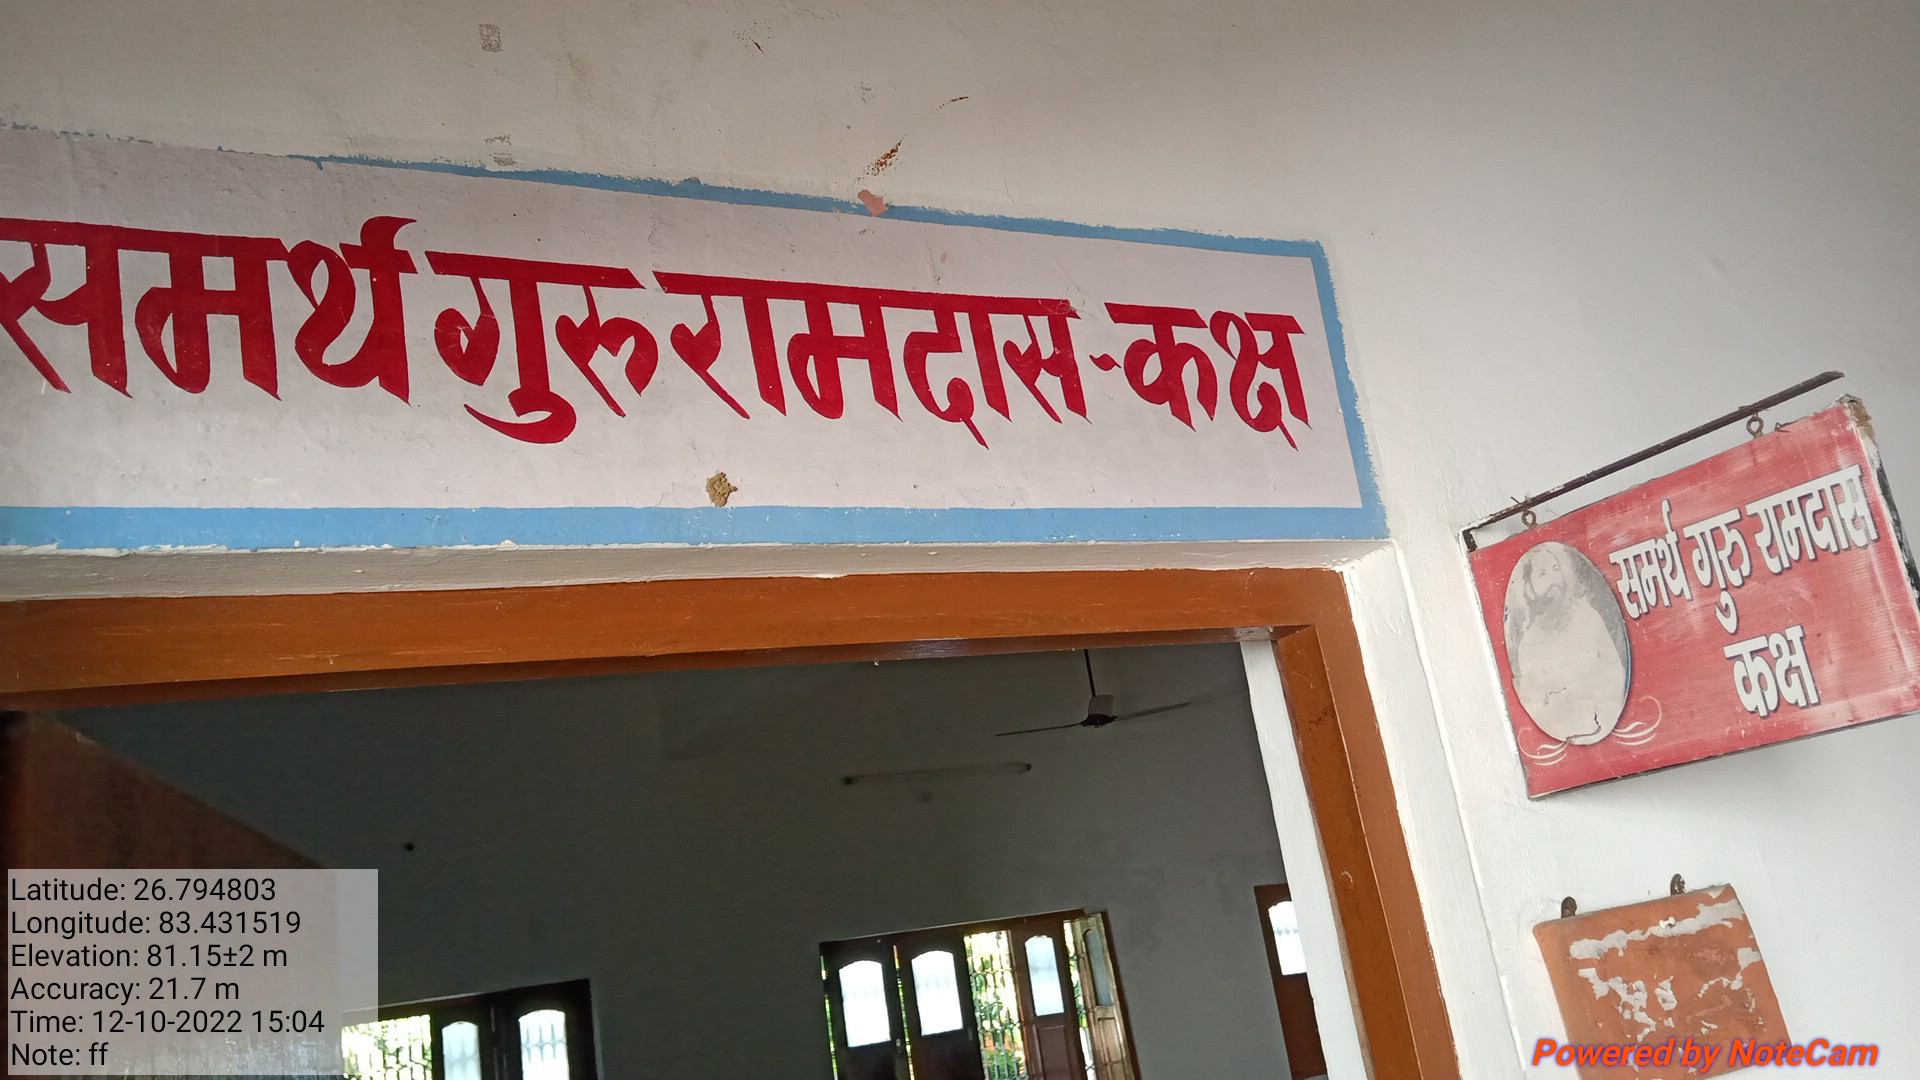 समर्थ गुरु रामदास-कक्ष
समर्थ गुरु रामदास
कक्ष
Latitude: 26.794803
Longitude: 83.431519
Elevation: 81.15±2 m
Accuracy: 21.7 m
Time: 12-10-2022 15:04
Note: ff
Powered by NoteCam